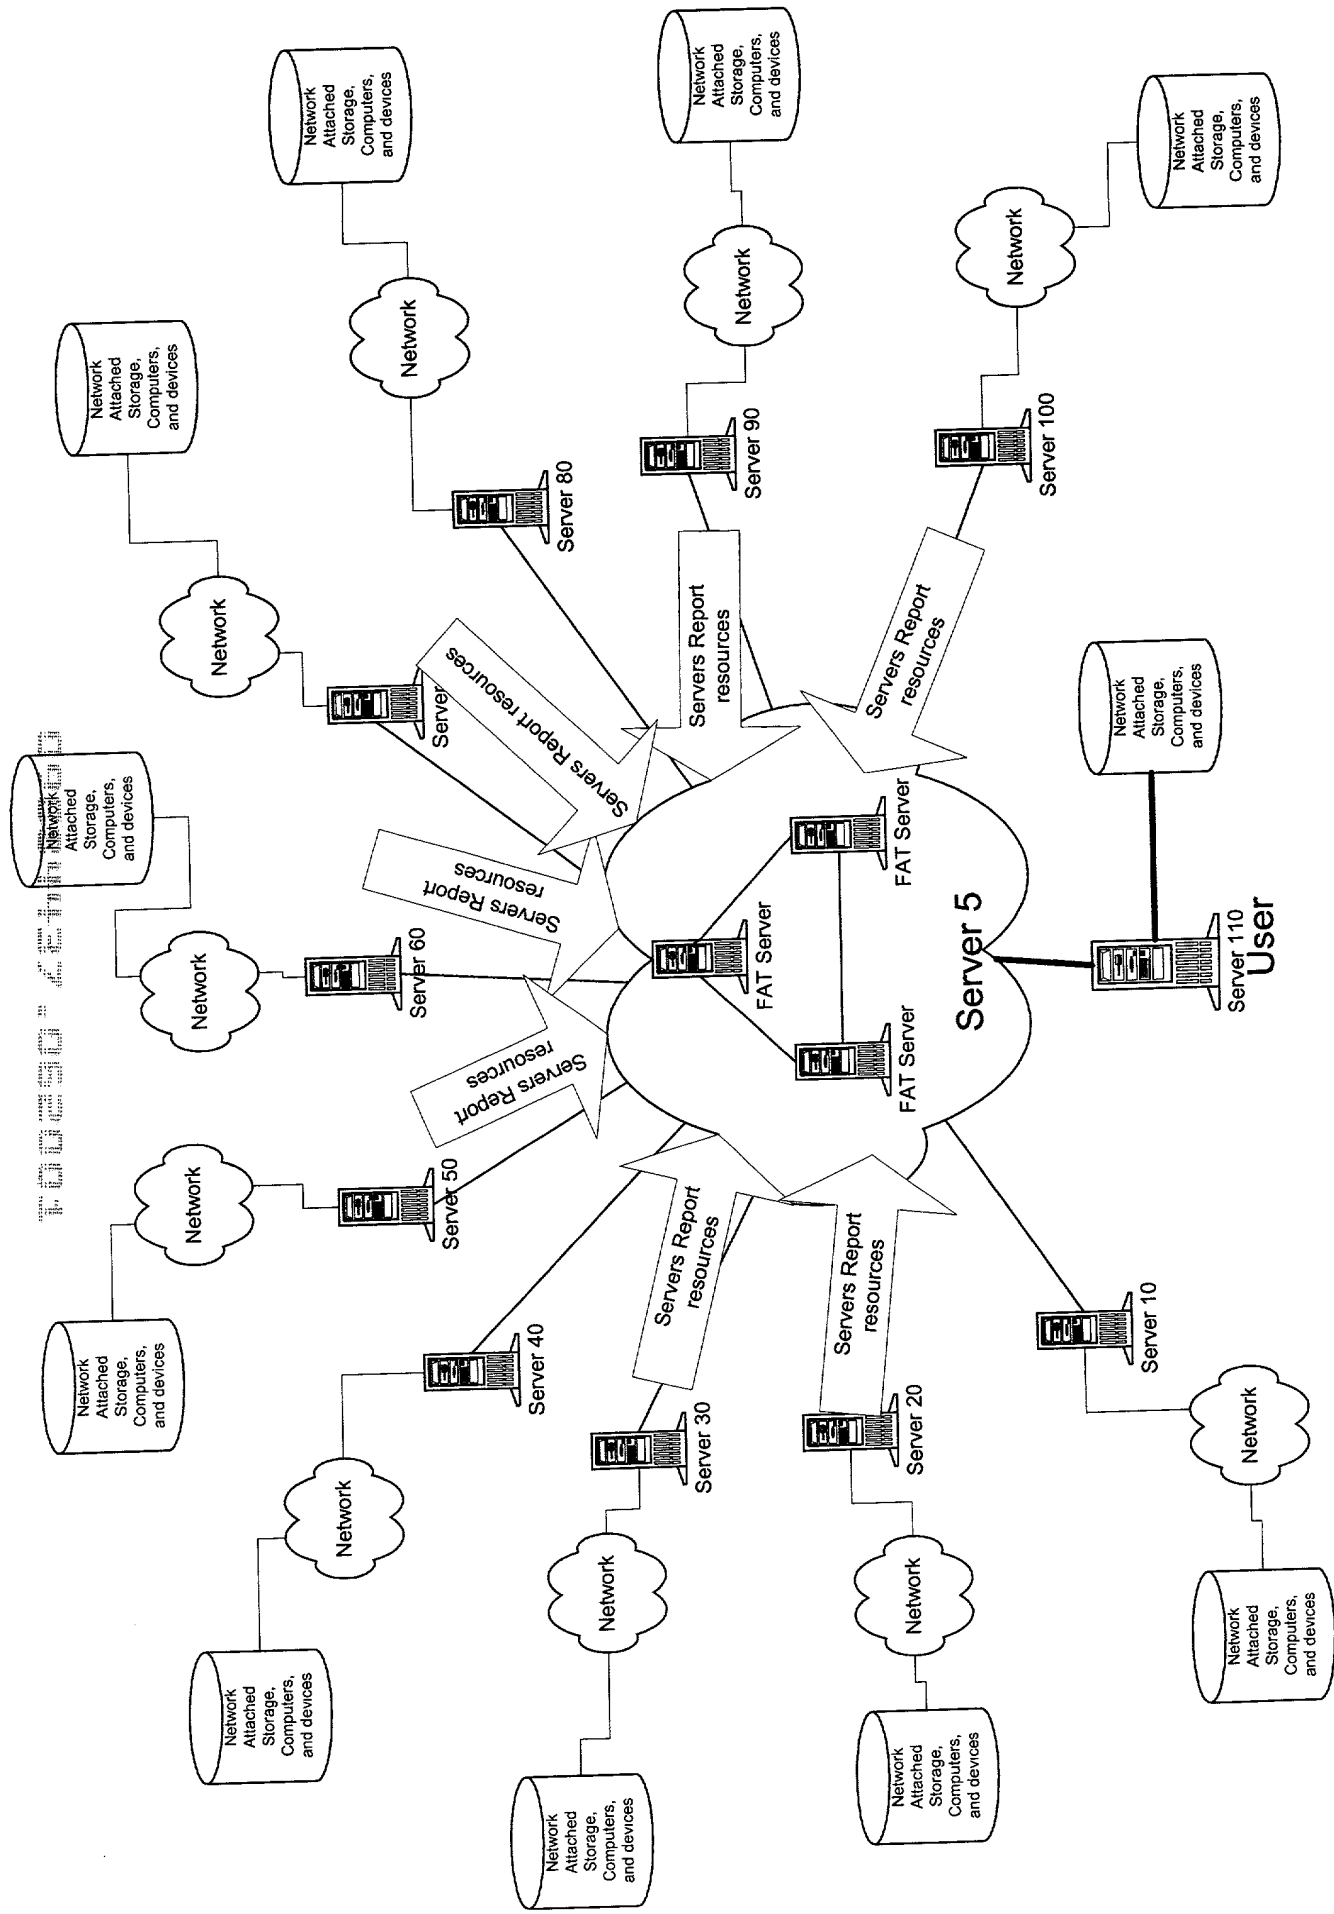 Network
Attached
Storage,
Computers,
and devices
Network
Server 50
Network
Attached
Storage,
Computers,
and devices
Network
Server 60
Network
Attached
Storage,
Computers,
and devices
Network
Server
Network
Attached
Storage,
Computers,
and devices
Network
Server 40
Network
Attached
Storage,
Computers,
and devices
Network
Server 80
Servers Report
resources
Servers Report
resources
Servers Report resources
Network
Attached
Storage,
Computers,
and devices
Network
Server 30
Servers Report
resources
Servers Report
resources
Network
Attached
Storage,
Computers,
and devices
Network
Server 90
FAT Server
FAT Server
FAT Server
Server 5
Network
Attached
Storage,
Computers,
and devices
Network
Server 20
Servers Report
resources
Servers Report
resources
Network
Attached
Storage,
Computers,
and devices
Network
Server 100
Network
Attached
Storage,
Computers,
and devices
Network
Server 10
Server 110
User
Network
Attached
Storage,
Computers,
and devices
Network
Attached
Storage,
Computers,
and devices